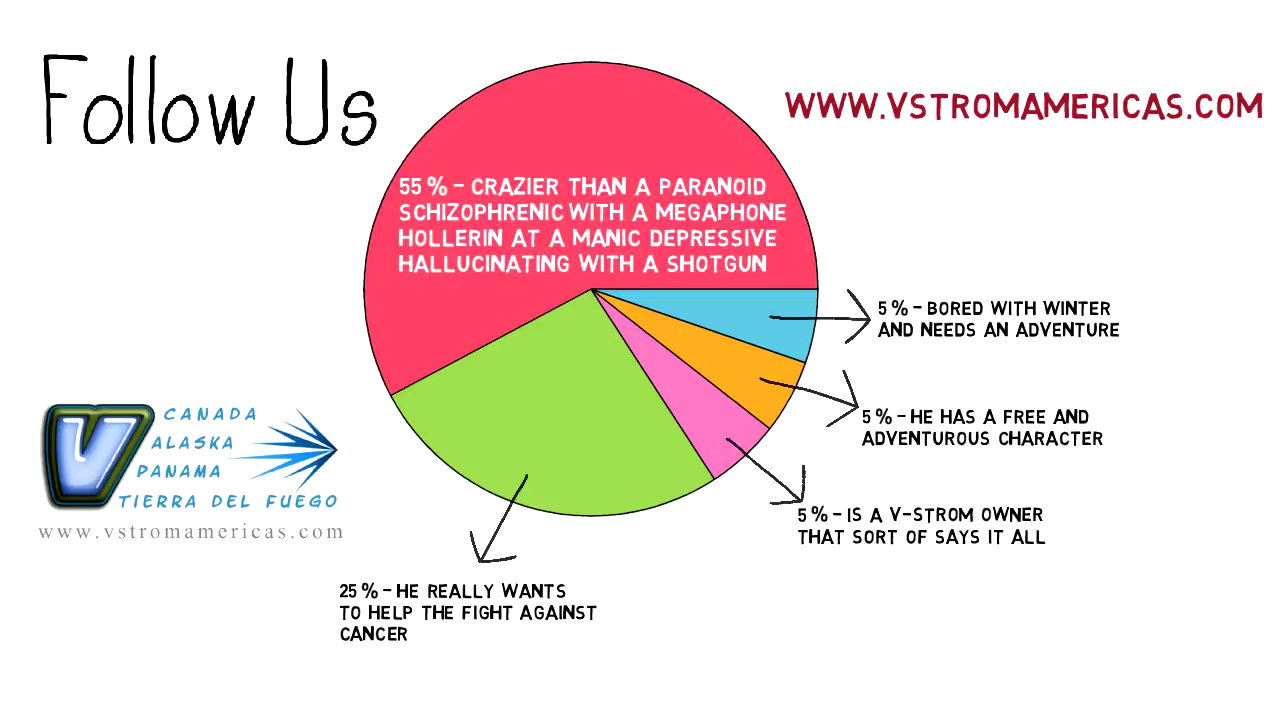 Follow Us
WWW.VSTROMAMERICAS.COM
55% - CRAZIER THAN A PARANOID
SCHIZOPHRENIC WITH A MEGAPHONE
HOLLERIN AT A MANIC DEPRESSIVE
HALLUCINATING WITH A SHOTGUN
5% - BORED WITH WINTER
AND NEEDS AN ADVENTURE
5% - HE HAS A FREE AND
ADVENTUROUS CHARACTER
5% - IS A V-STROM OWNER
THAT SORT OF SAYS IT ALL
25% - HE REALLY WANTS
TO HELP THE FIGHT AGAINST
CANCER
V
CANADA
ALASKA
PANAMA
TIERRA DEL FUEGO
www.vstromamericas.com